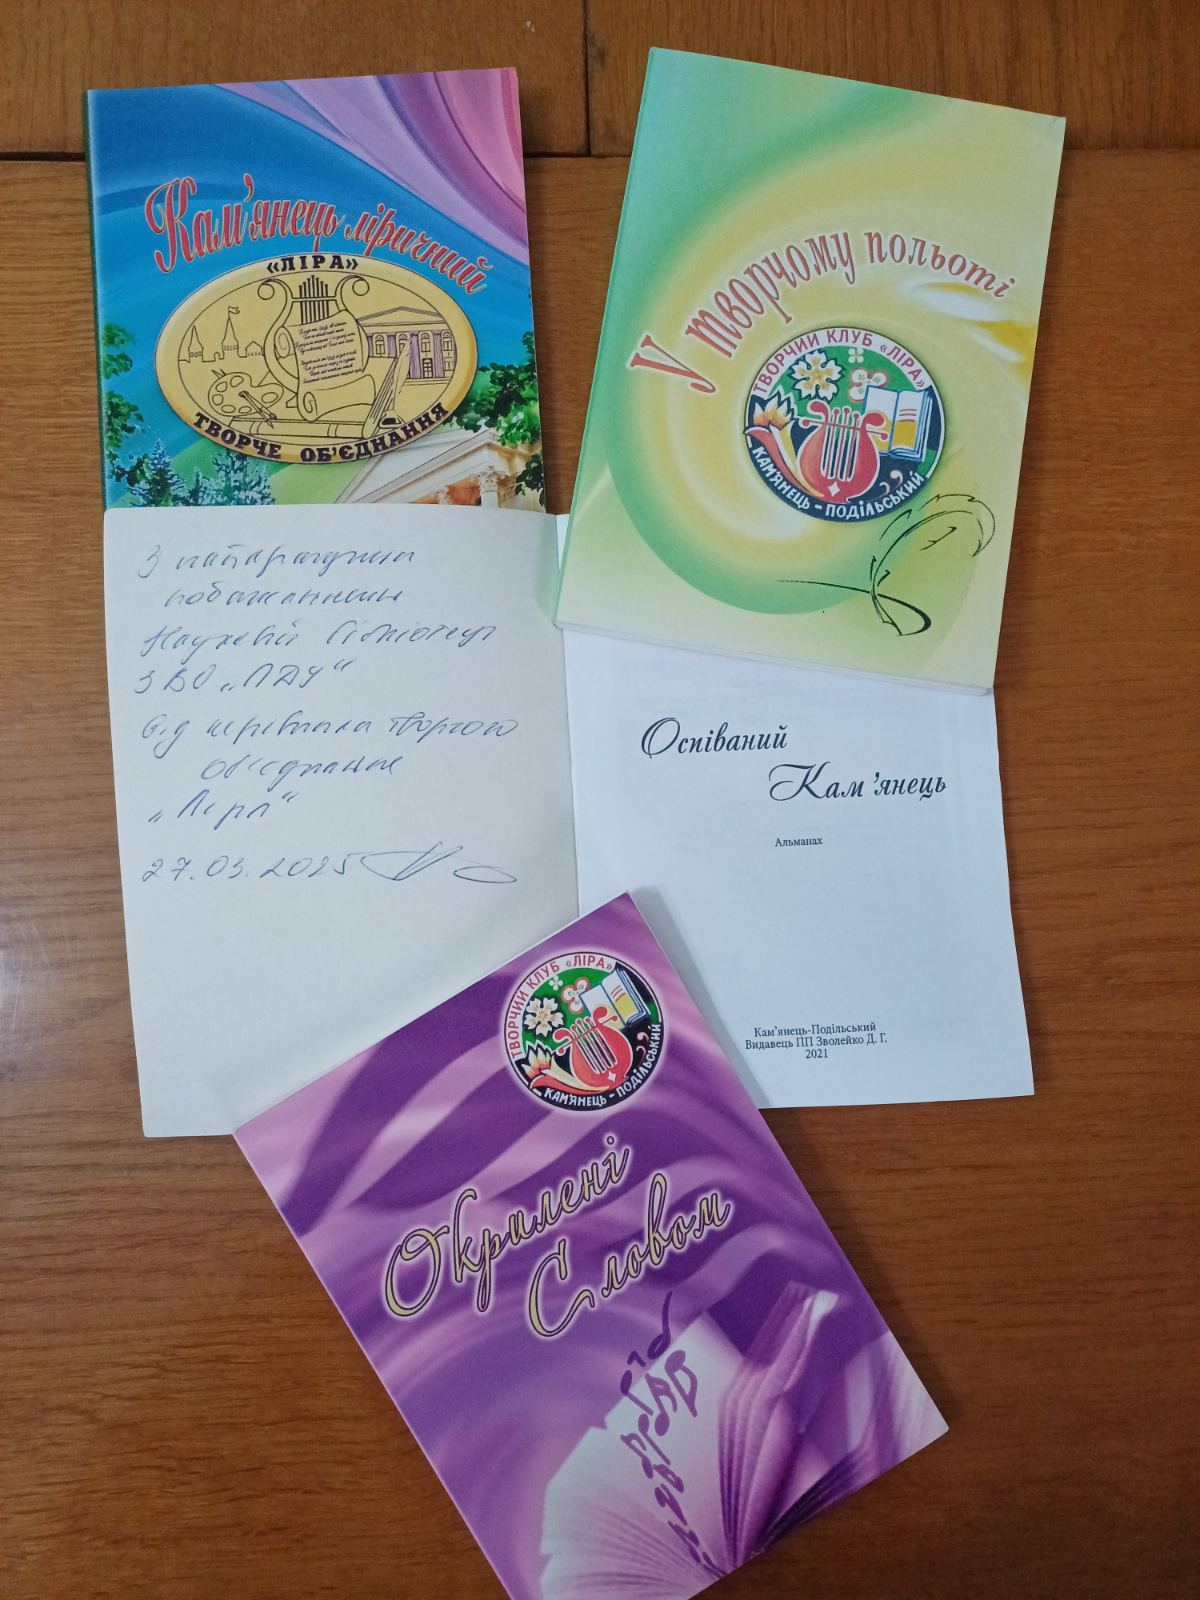 Кам'янець ліричний
«ЛІРА»
ТВОРЧЕ ОБ'ЄДНАННЯ
У творчому польоті
ТВОРЧИЙ КЛУБ «ЛІРА»
КАМ'ЯНЕЦЬ - ПОДІЛЬСЬКИЙ
З найкращими
побажаннями
Науковій бібліотеці
ЗВО „ПДУ“
від керівника творчого
об'єднання
„Ліра“
27.03.2025
Оспіваний
Кам'янець
Альманах
Кам'янець-Подільський
Видавець ПП Зволейко Д. Г.
2021
ТВОРЧИЙ КЛУБ «ЛІРА»
КАМ'ЯНЕЦЬ - ПОДІЛЬСЬКИЙ
Окрилені
Словом